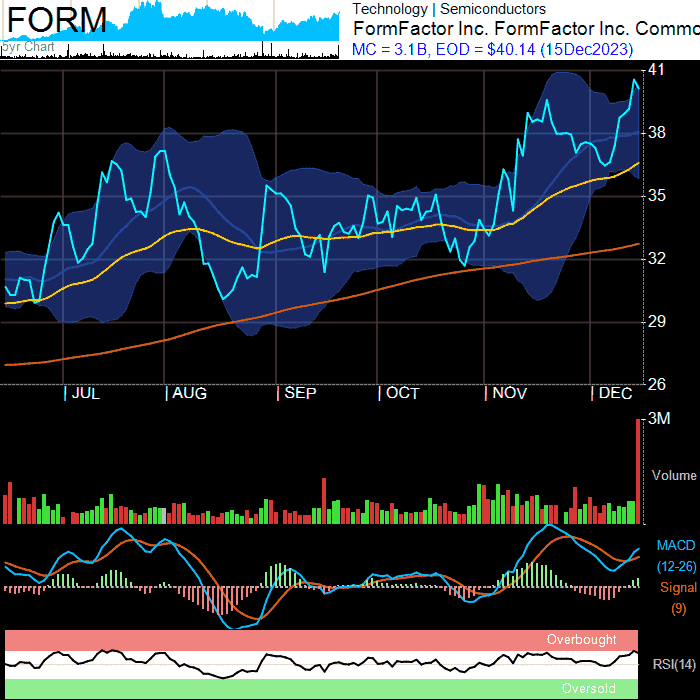 FORM
5yr Chart
Technology | Semiconductors
FormFactor Inc. FormFactor Inc. Commo
MC = 3.1B, EOD = $40.14 (15Dec2023)
41
38
35
32
29
26
JUL
AUG
SEP
OCT
NOV
DEC
3M
Volume
MACD
(12-26)
Signal
(9)
Overbought
RSI(14)
Oversold